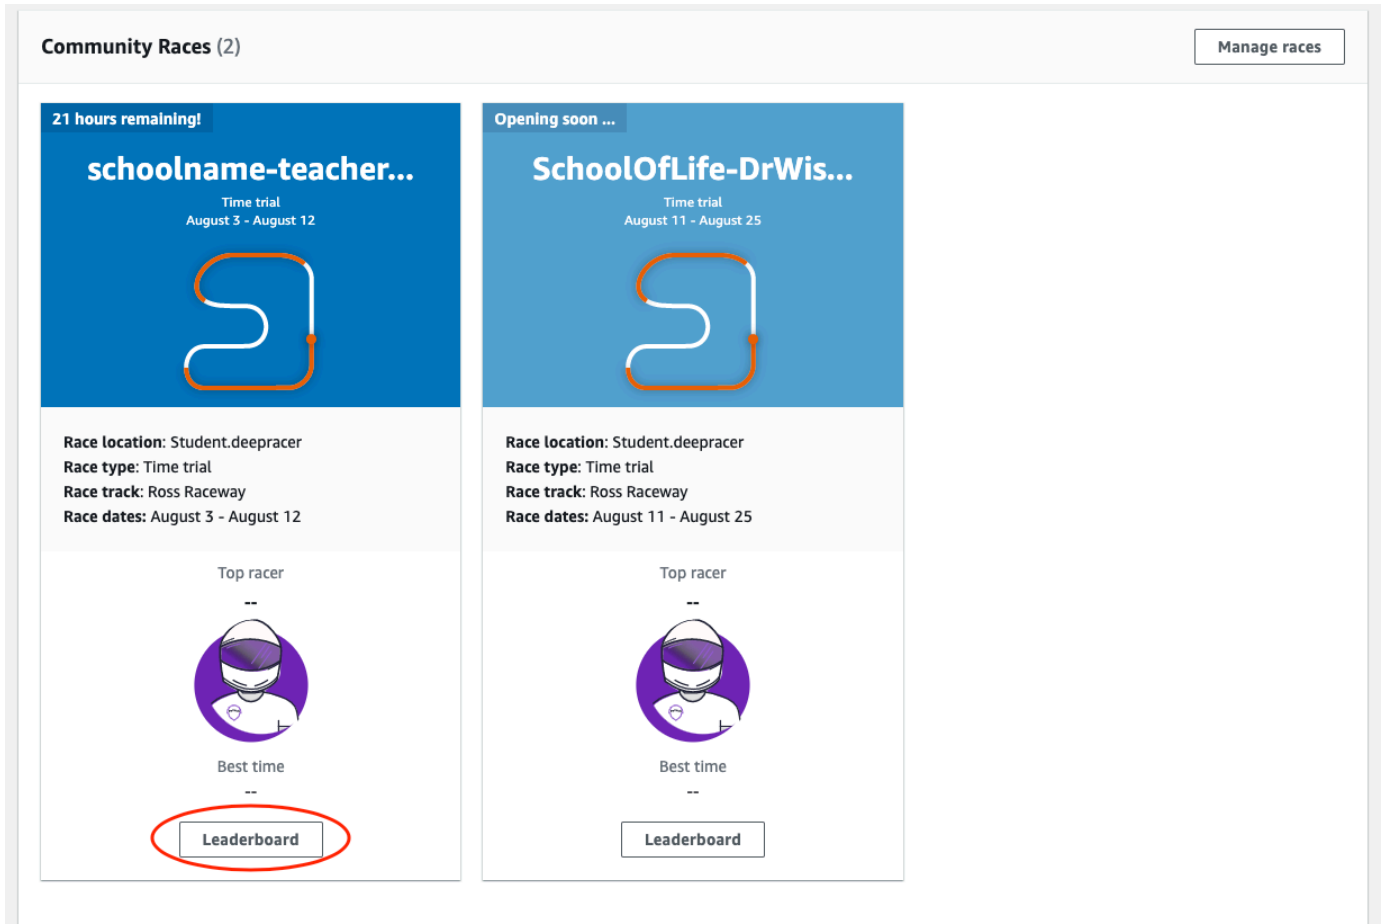 Community Races (2)
Manage races
21 hours remaining!
schoolname-teacher...
Time trial
August 3 - August 12
Race location: Student.deepracer
Race type: Time trial
Race track: Ross Raceway
Race dates: August 3 - August 12
Top racer
--
Best time
--
Leaderboard
Opening soon ...
SchoolOfLife-DrWis...
Time trial
August 11 - August 25
Race location: Student.deepracer
Race type: Time trial
Race track: Ross Raceway
Race dates: August 11 - August 25
Top racer
--
Best time
--
Leaderboard